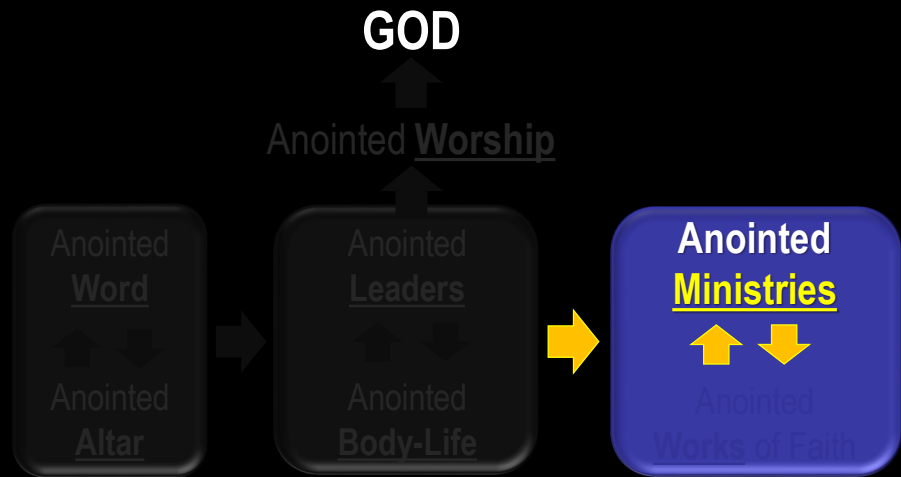 GOD
Anointed Worship
Anointed
Word
Anointed
Altar
Anointed
Leaders
Anointed
Body-Life
Anointed
Ministries
Anointed
Works of Faith